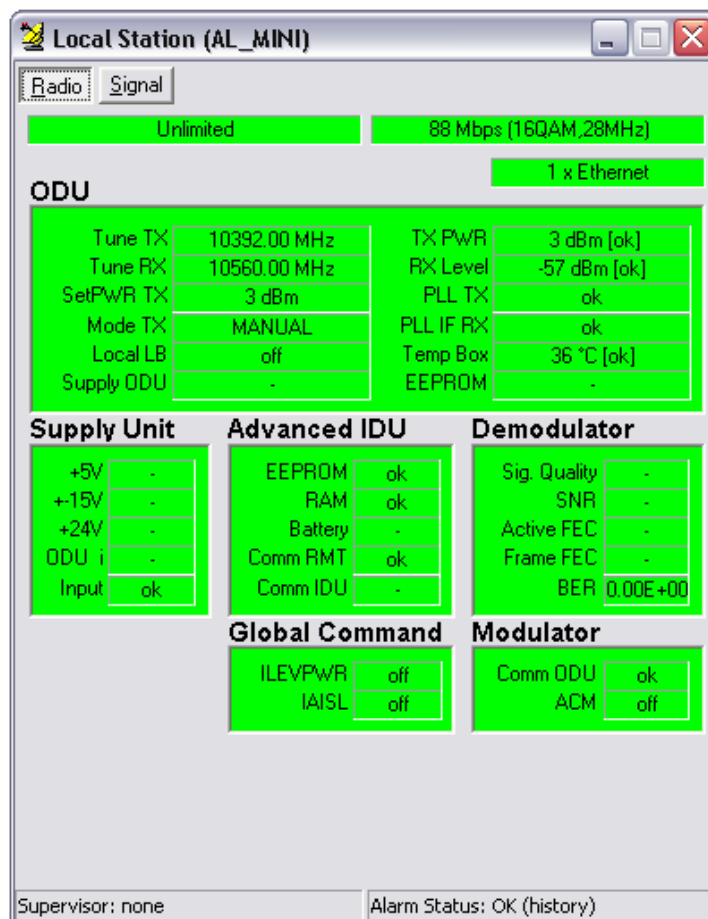 Local Station (AL_MINI)
Radio Signal
Unlimited 88 Mbps (16QAM,28MHz)
1 x Ethernet
ODU
Tune TX 10392.00 MHz TX PWR 3 dBm [ok]
Tune RX 10560.00 MHz RX Level -57 dBm [ok]
SetPWR TX 3 dBm PLL TX ok
Mode TX MANUAL PLL IF RX ok
Local LB off Temp Box 36 °C [ok]
Supply ODU - EEPROM -
Supply Unit Advanced IDU Demodulator
+5V - EEPROM ok Sig. Quality -
+-15V - RAM ok SNR -
+24V - Battery - Active FEC -
ODU i - Comm RMT ok Frame FEC -
Input ok Comm IDU - BER 0.00E+00
Global Command Modulator
ILEVPWR off Comm ODU ok
IAISL off ACM off
Supervisor: none Alarm Status: OK (history)